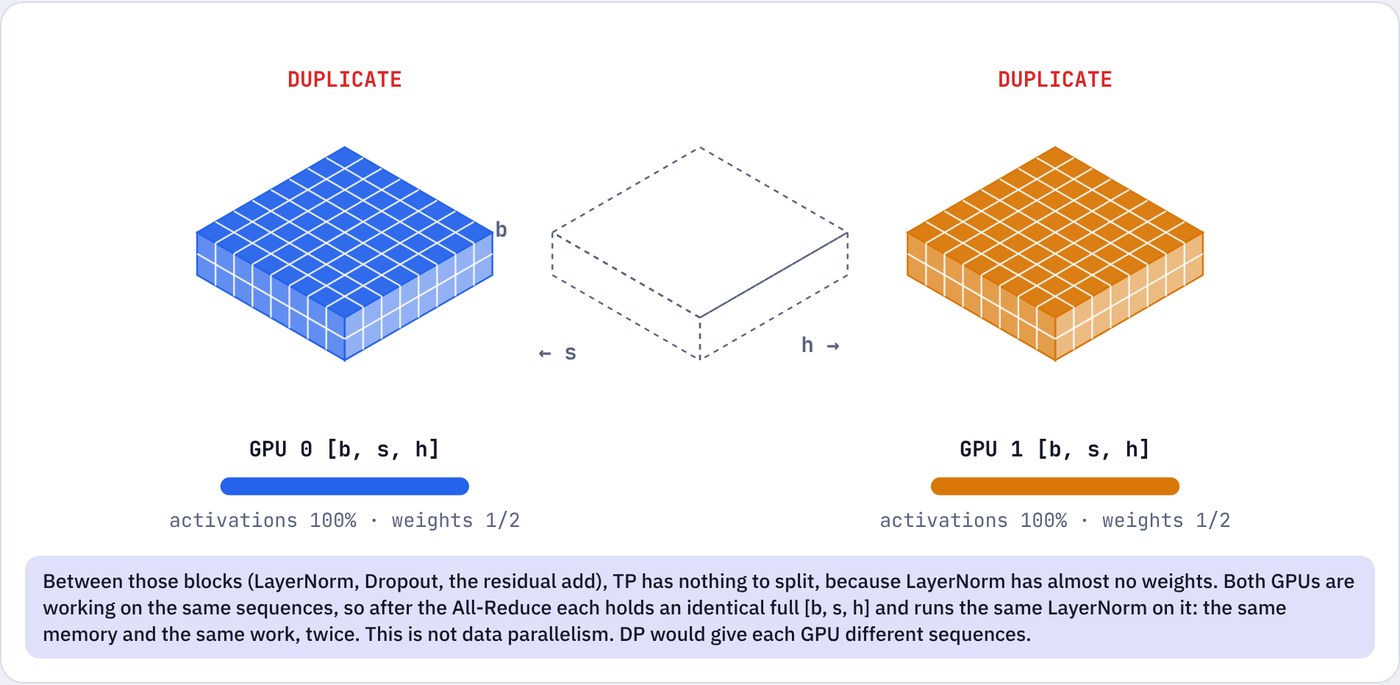 DUPLICATE
DUPLICATE
b
← s
h →
GPU 0 [b, s, h]
GPU 1 [b, s, h]
activations 100% · weights 1/2
activations 100% · weights 1/2
Between those blocks (LayerNorm, Dropout, the residual add), TP has nothing to split, because LayerNorm has almost no weights. Both GPUs are
working on the same sequences, so after the All-Reduce each holds an identical full [b, s, h] and runs the same LayerNorm on it: the same
memory and the same work, twice. This is not data parallelism. DP would give each GPU different sequences.